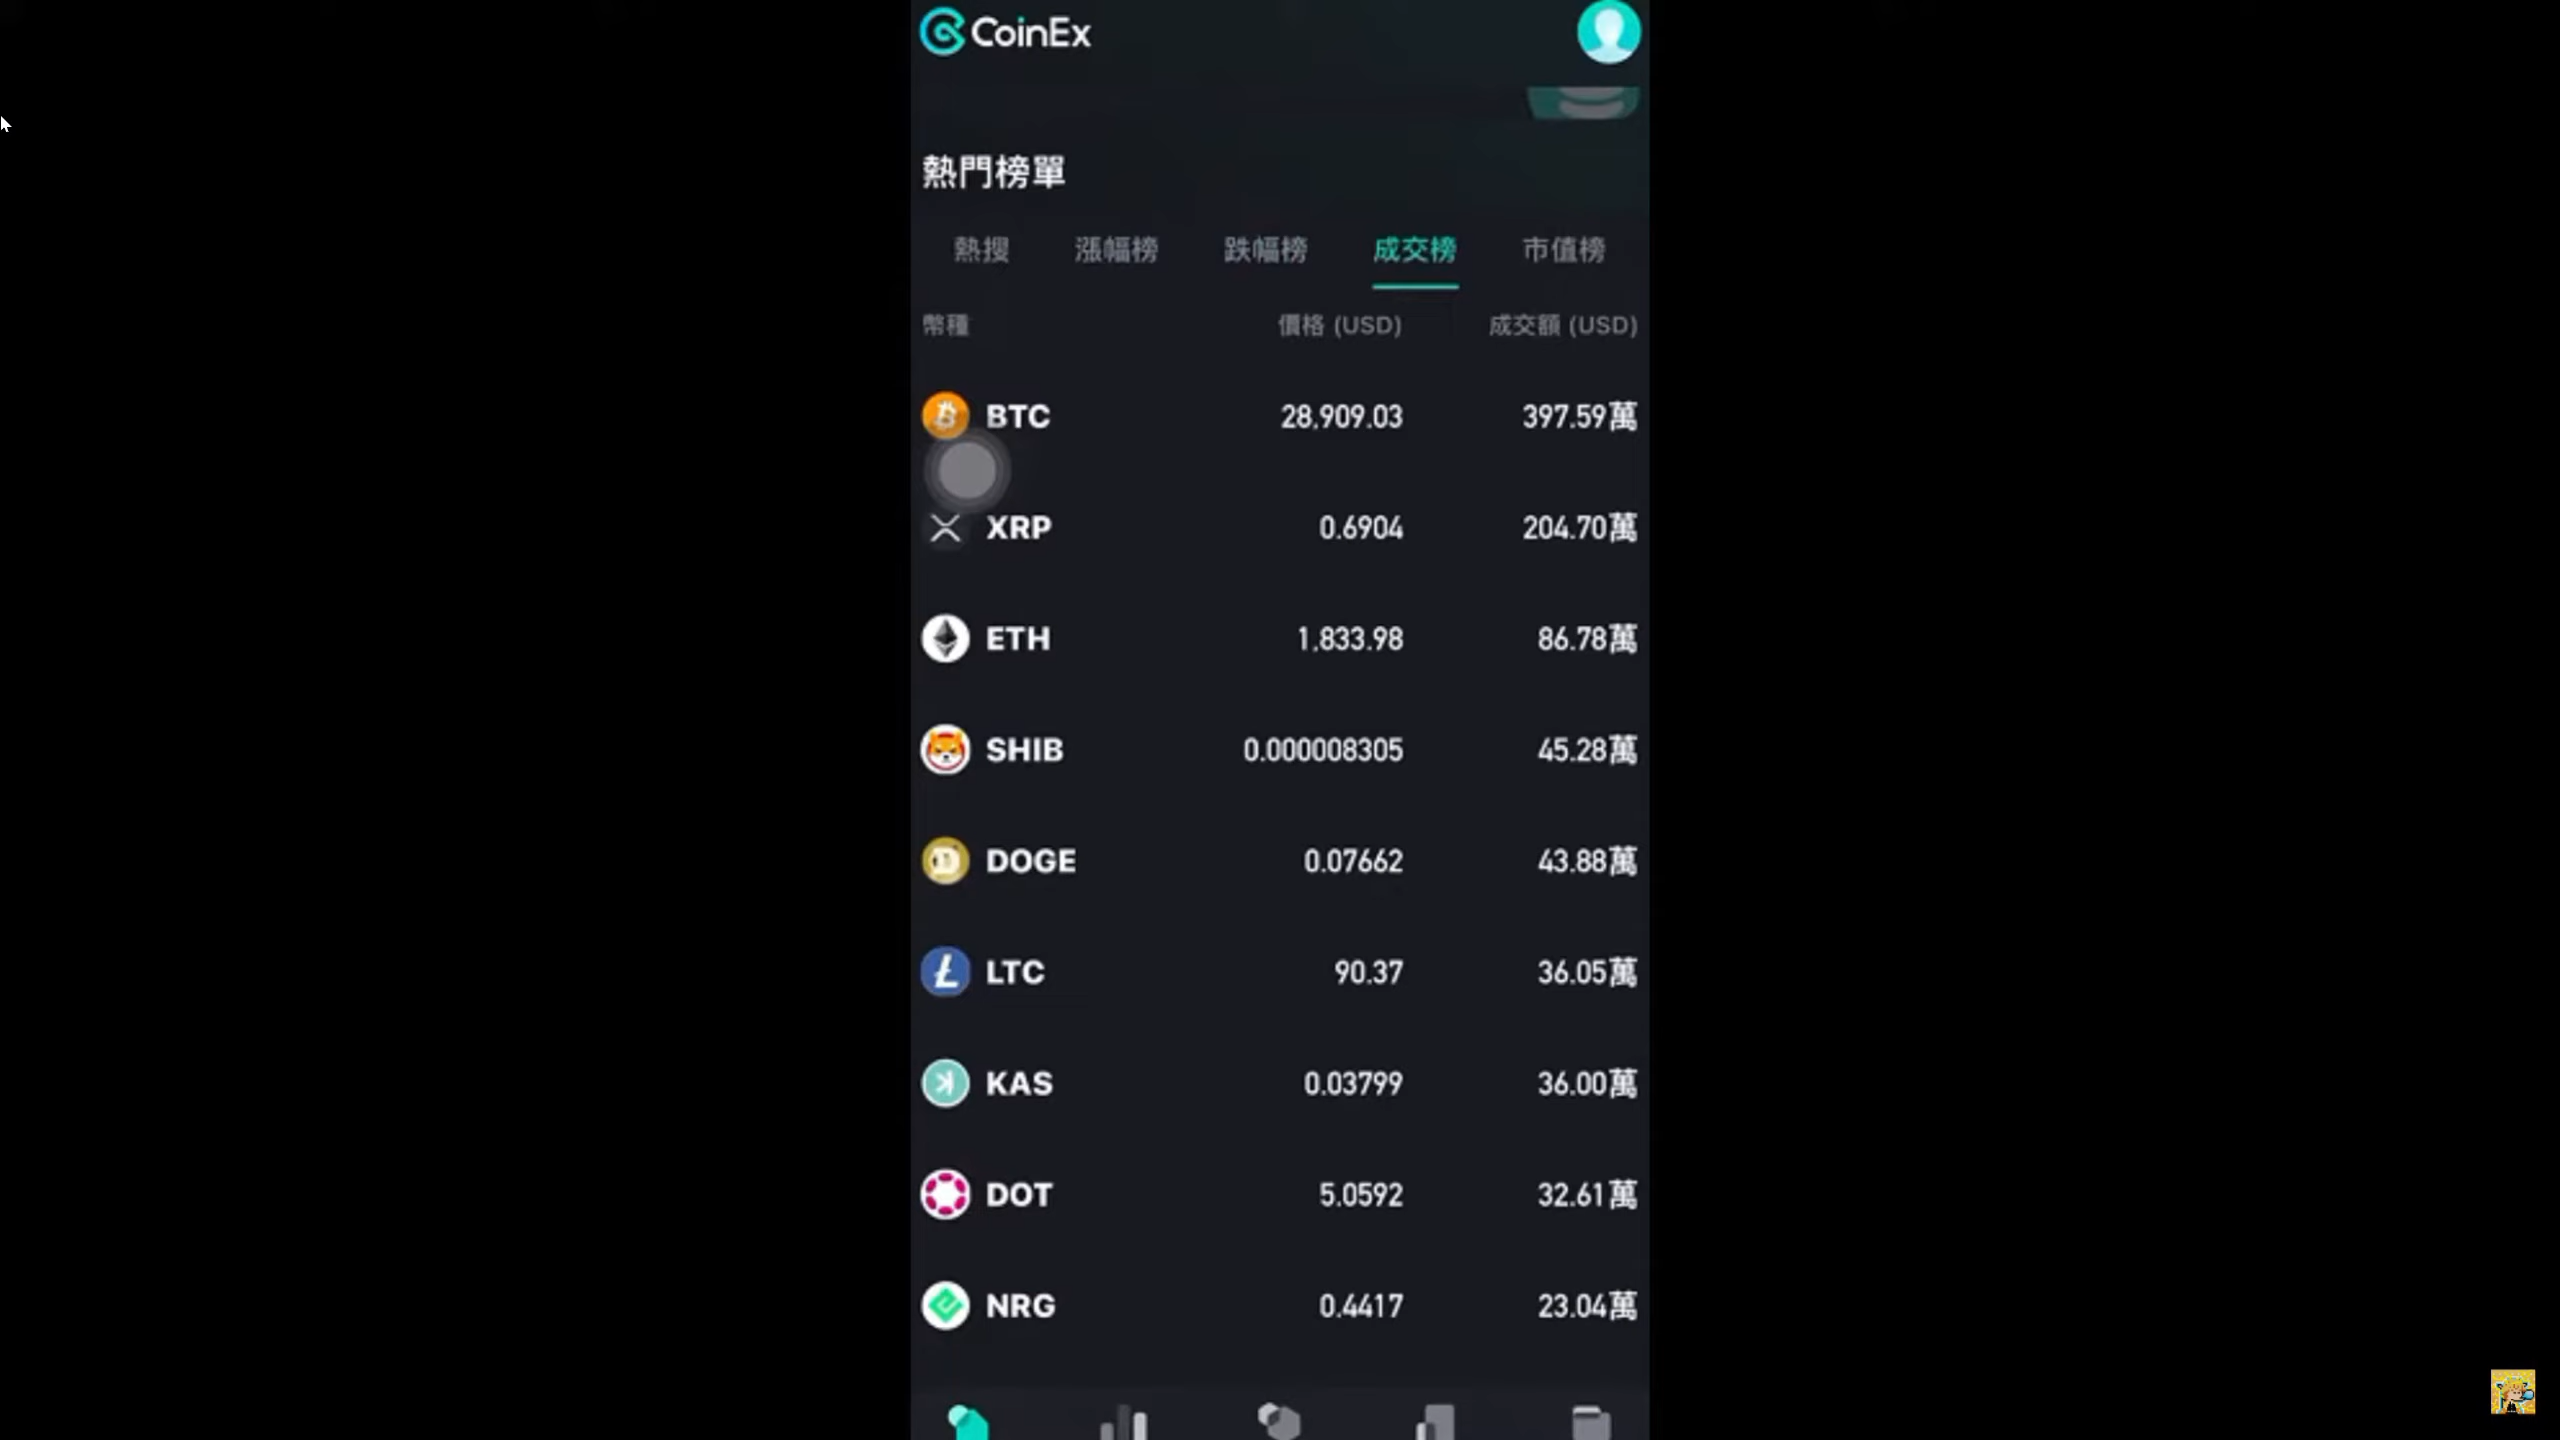 CoinEx
熱門榜單
熱搜 漲幅榜 跌幅榜 成交榜 市值榜
幣種 價格 (USD) 成交額 (USD)
BTC 28,909.03 397.59萬
XRP 0.6904 204.70萬
ETH 1,833.98 86.78萬
SHIB 0.000008305 45.28萬
DOGE 0.07662 43.88萬
LTC 90.37 36.05萬
KAS 0.03799 36.00萬
DOT 5.0592 32.61萬
NRG 0.4417 23.04萬